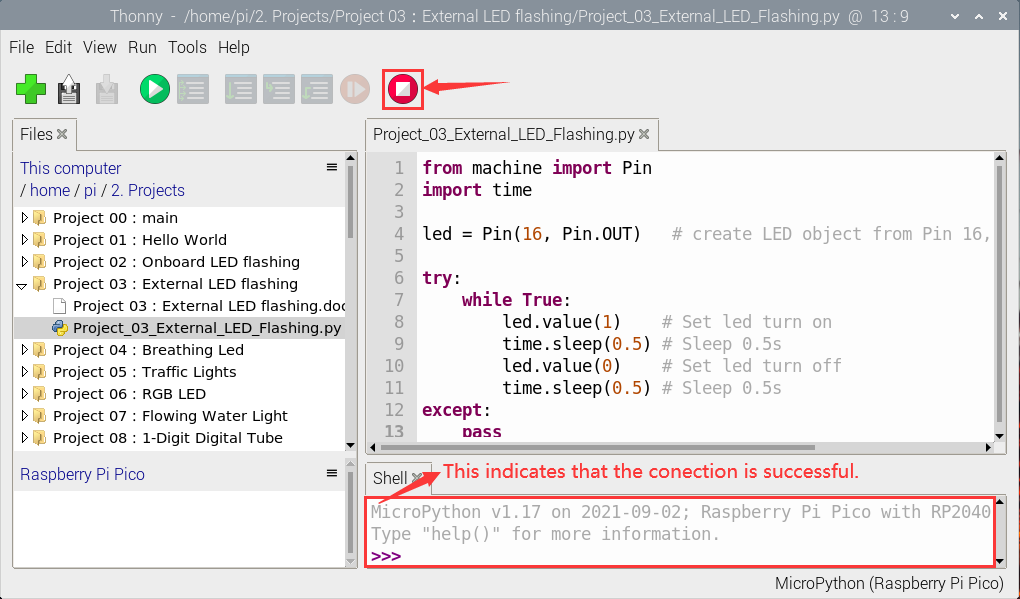 Thonny - /home/pi/2. Projects/Project 03 : External LED flashing/Project_03_External_LED_Flashing.py @ 13 : 9
File Edit View Run Tools Help
Files
This computer
/ home / pi / 2. Projects
Project 00 : main
Project 01 : Hello World
Project 02 : Onboard LED flashing
Project 03 : External LED flashing
Project 03 : External LED flashing.doc
Project_03_External_LED_Flashing.py
Project 04 : Breathing Led
Project 05 : Traffic Lights
Project 06 : RGB LED
Project 07 : Flowing Water Light
Project 08 : 1-Digit Digital Tube
Raspberry Pi Pico
Project_03_External_LED_Flashing.py
1 from machine import Pin
2 import time
3
4 led = Pin(16, Pin.OUT)   # create LED object from Pin 16,
5
6 try:
7     while True:
8         led.value(1)    # Set led turn on
9         time.sleep(0.5) # Sleep 0.5s
10         led.value(0)    # Set led turn off
11         time.sleep(0.5) # Sleep 0.5s
12 except:
13     pass
Shell
This indicates that the conection is successful.
MicroPython v1.17 on 2021-09-02; Raspberry Pi Pico with RP2040
Type "help()" for more information.
>>>
MicroPython (Raspberry Pi Pico)